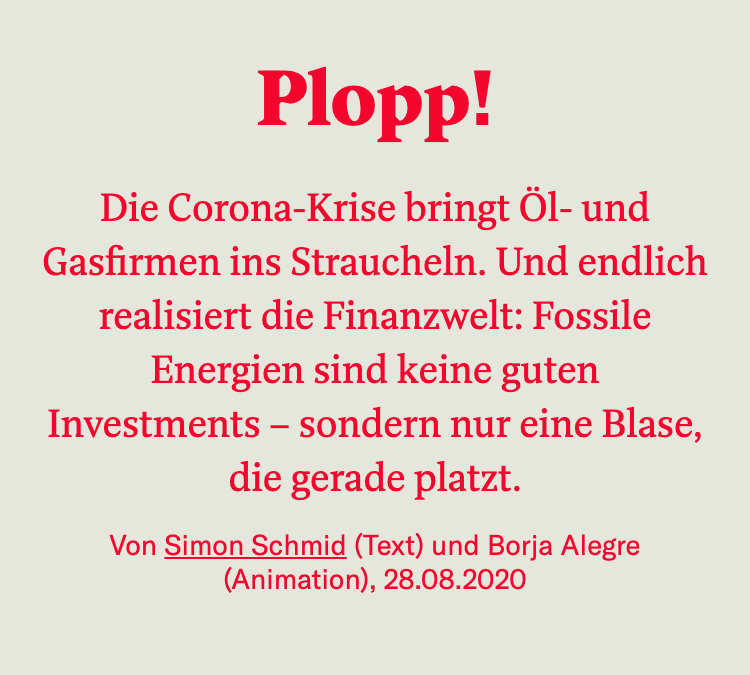 Plopp!
Die Corona-Krise bringt Öl- und
Gasfirmen ins Straucheln. Und endlich
realisiert die Finanzwelt: Fossile
Energien sind keine guten
Investments – sondern nur eine Blase,
die gerade platzt.
Von Simon Schmid (Text) und Borja Alegre
(Animation), 28.08.2020